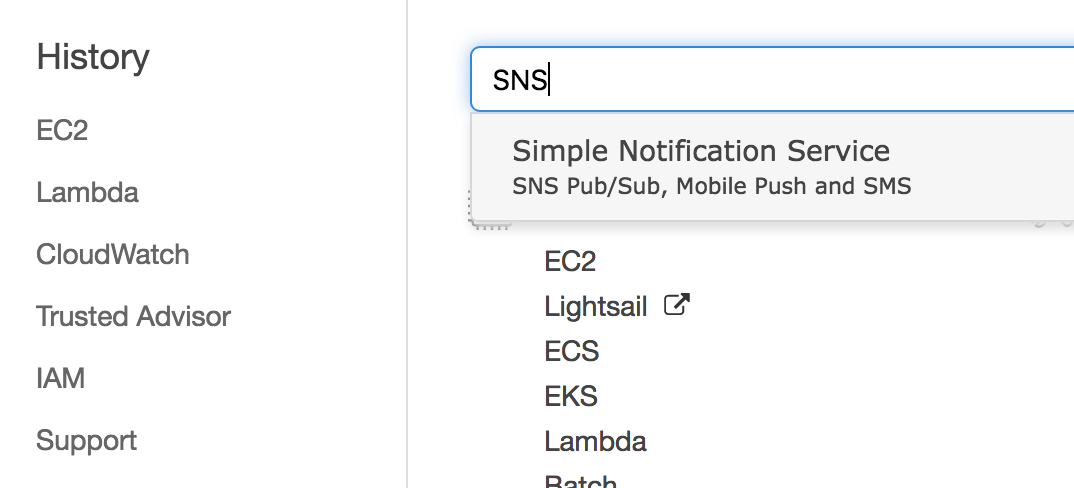 History
EC2
Lambda
CloudWatch
Trusted Advisor
IAM
Support
SNS
Simple Notification Service
SNS Pub/Sub, Mobile Push and SMS
EC2
Lightsail
ECS
EKS
Lambda
Batch